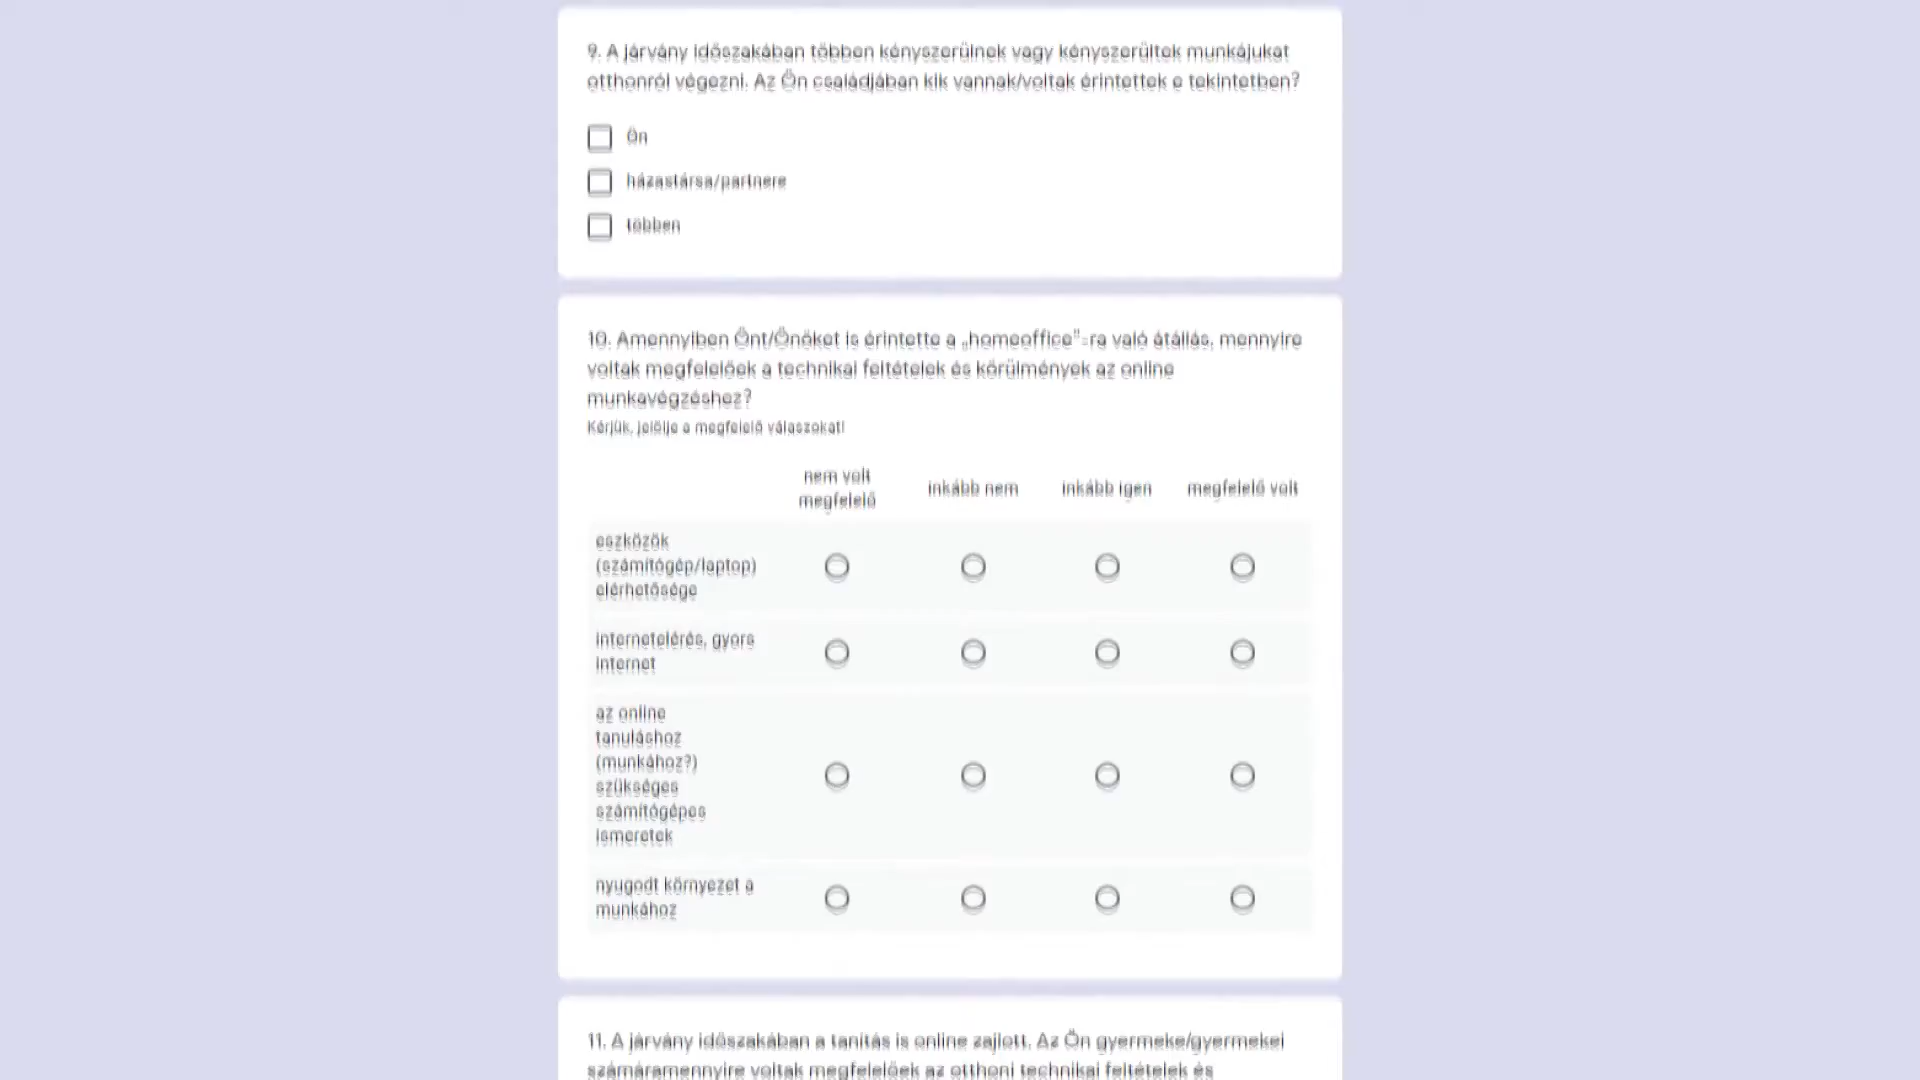 9. A járvány időszakában többen kényszerülnek vagy kényszerültek munkájukat
otthonról végezni. Az Ön családjában kik vannak/voltak érintettek e tekintetben?
Ön
házastársa/partnere
többen
10. Amennyiben Önt/Önöket is érintette a „homeoffice"-ra való átállás, mennyire
voltak megfelelőek a technikai feltételek és körülmények az online
munkavégzéshez?
Kérjük, jelölje a megfelelő válaszokat!
nem volt
megfelelő
inkább nem
inkább igen
megfelelő volt
eszközök
(számítógép/laptop)
elérhetősége
internetelérés, gyors
internet
az online
tanuláshoz
(munkához?)
szükséges
számítógépes
ismeretek
nyugodt környezet a
munkához
11. A járvány időszakában a tanítás is online zajlott. Az Ön gyermeke/gyermekei
számáramennyire voltak megfelelőek az otthoni technikai feltételek és